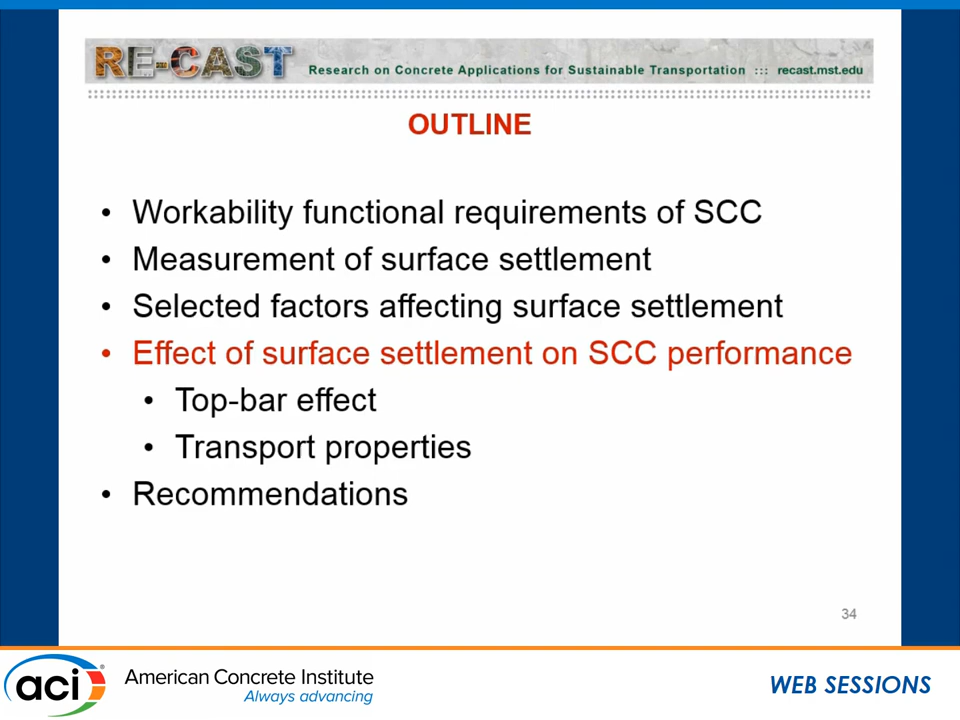 RE-CAST
Research on Concrete Applications for Sustainable Transportation ::: recast.mst.edu
OUTLINE
• Workability functional requirements of SCC
• Measurement of surface settlement
• Selected factors affecting surface settlement
• Effect of surface settlement on SCC performance
• Top-bar effect
• Transport properties
• Recommendations
34
aci®
American Concrete Institute
Always advancing
WEB SESSIONS